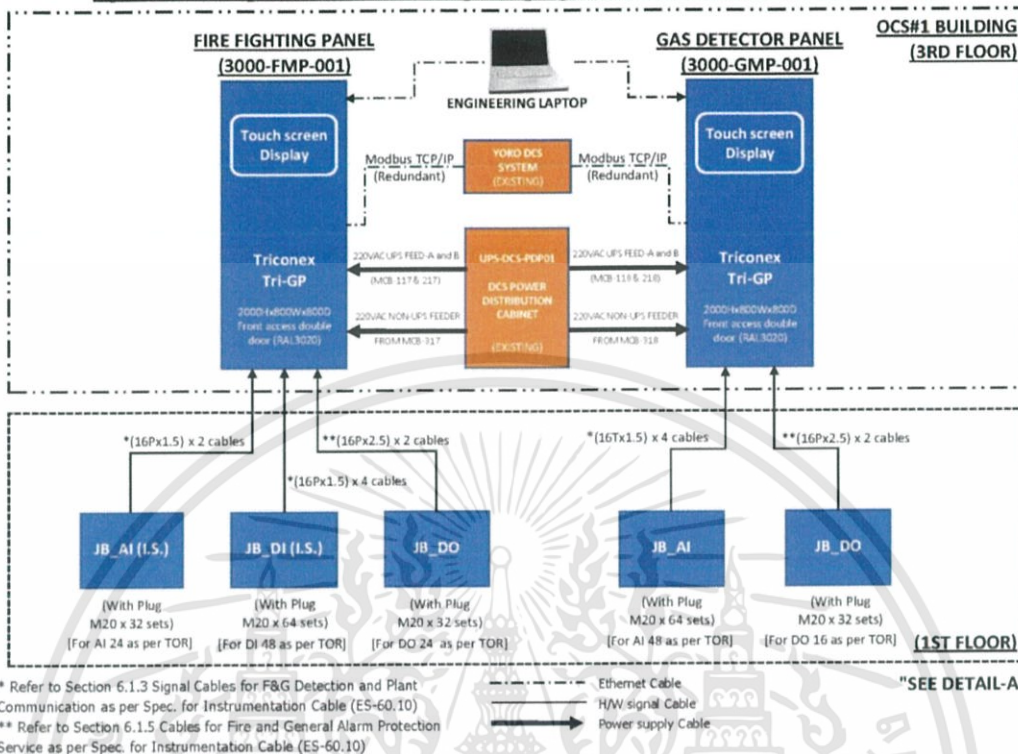 OCS#1 BUILDING
(3RD FLOOR)
FIRE FIGHTING PANEL
(3000-FMP-001)
GAS DETECTOR PANEL
(3000-GMP-001)
ENGINEERING LAPTOP
Touch screen
Display
Touch screen
Display
Modbus TCP/IP
(Redundant)
YOKO DCS
SYSTEM
(EXISTING)
Modbus TCP/IP
(Redundant)
Triconex
Tri-GP
2000Hx800Wx800D
Front access double
door (RAL3020)
220VAC UPS FEED-A and B
(MCB-117 & 217)
220VAC NON-UPS FEEDER
FROM MCB-317
UPS-DCS-PDP01
DCS POWER
DISTRIBUTION
CABINET
(EXISTING)
220VAC UPS FEED-A and B
(MCB-118 & 218)
220VAC NON-UPS FEEDER
FROM MCB-318
Triconex
Tri-GP
2000Hx800Wx800D
Front access double
door (RAL3020)
*(16Px1.5) x 2 cables
**(16Px2.5) x 2 cables
*(16Px1.5) x 4 cables
*(16Tx1.5) x 4 cables
**(16Px2.5) x 2 cables
JB_AI (I.S.)
JB_DI (I.S.)
JB_DO
JB_AI
JB_DO
(With Plug
M20 x 32 sets)
[For AI 24 as per TOR]
(With Plug
M20 x 64 sets)
[For DI 48 as per TOR]
(With Plug
M20 x 32 sets)
[For DO 24 as per TOR]
(With Plug
M20 x 64 sets)
[For AI 48 as per TOR]
(With Plug
M20 x 32 sets)
[For DO 16 as per TOR]
(1ST FLOOR)
* Refer to Section 6.1.3 Signal Cables for F&G Detection and Plant
Communication as per Spec. for Instrumentation Cable (ES-60.10)
** Refer to Section 6.1.5 Cables for Fire and General Alarm Protection
Service as per Spec. for Instrumentation Cable (ES-60.10)
Ethernet Cable
H/W signal Cable
Power supply Cable
"SEE DETAIL-A